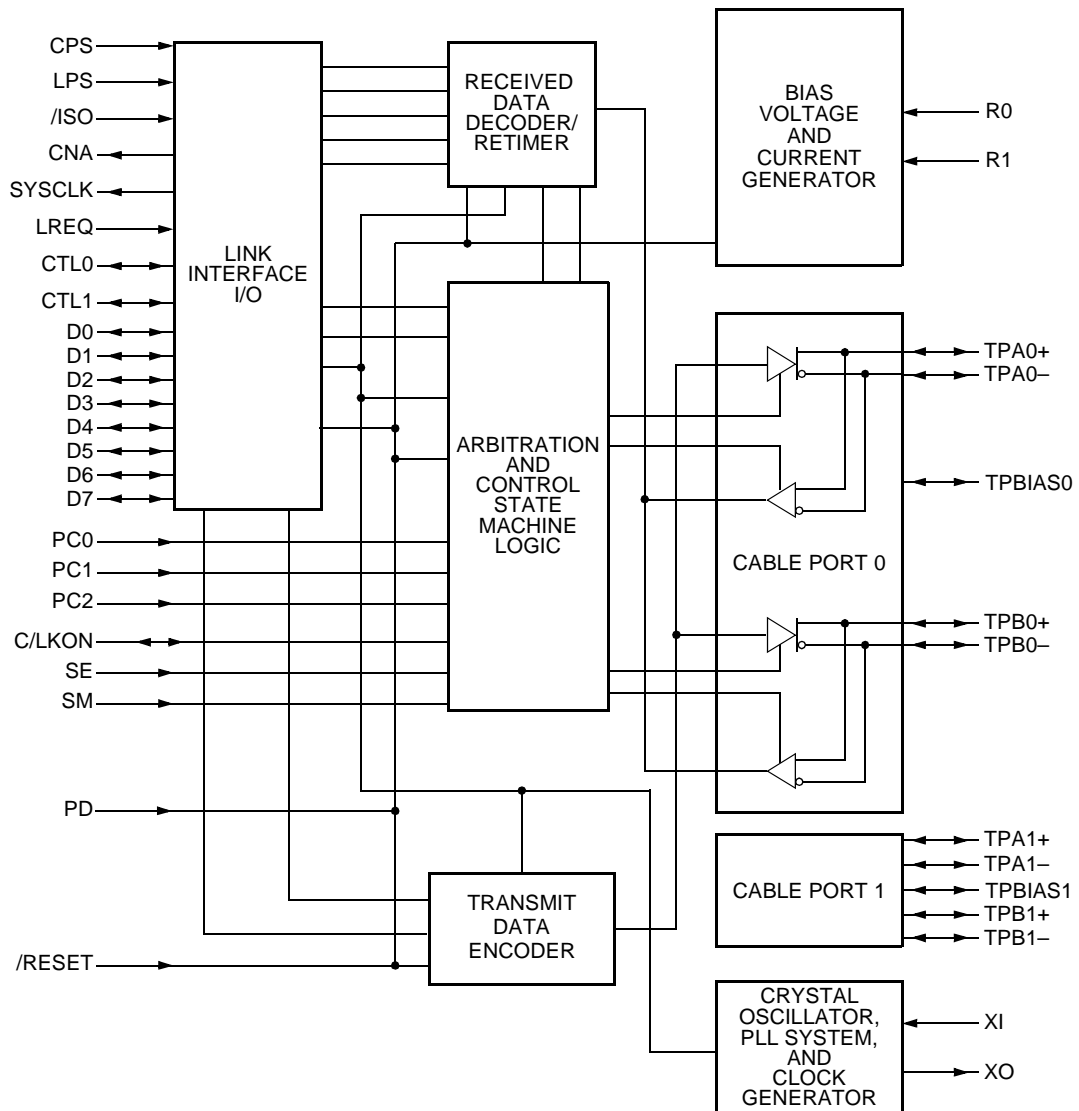 CPS
LPS
/ISO
CNA
SYSCLK
LREQ
CTL0
CTL1
D0
D1
D2
D3
D4
D5
D6
D7
PC0
PC1
PC2
C/LKON
SE
SM
PD
/RESET
LINK
INTERFACE
I/O
RECEIVED
DATA
DECODER/
RETIMER
ARBITRATION
AND
CONTROL
STATE
MACHINE
LOGIC
TRANSMIT
DATA
ENCODER
BIAS
VOLTAGE
AND
CURRENT
GENERATOR
R0
R1
CABLE PORT 0
TPA0+
TPA0–
TPBIAS0
TPB0+
TPB0–
CABLE PORT 1
TPA1+
TPA1–
TPBIAS1
TPB1+
TPB1–
CRYSTAL
OSCILLATOR,
PLL SYSTEM,
AND
CLOCK
GENERATOR
XI
XO